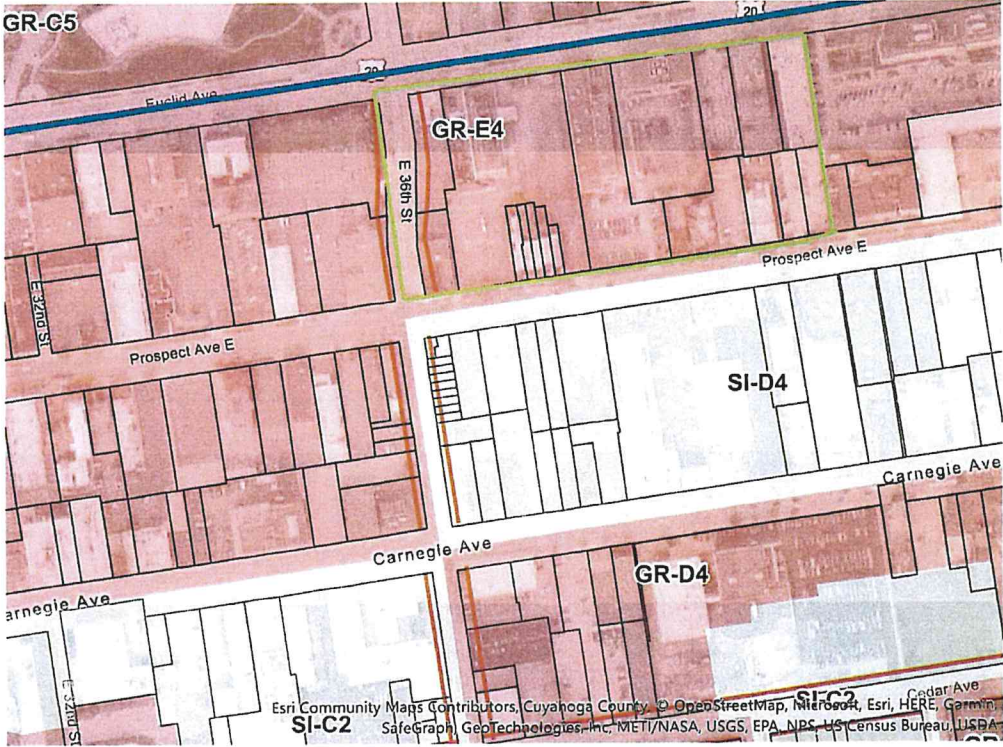 GR-C5
20
20
Euclid Ave
GR-E4
E 36th St
Prospect Ave E
E 32nd St
Prospect Ave E
SI-D4
Carnegie Ave
Carnegie Ave
GR-D4
arnegie Ave
E 32nd St
SI-C2
SI-C2
Cedar Ave
Esri Community Maps Contributors, Cuyahoga County, © OpenStreetMap, Microsoft, Esri, HERE, Garmin,
SafeGraph, GeoTechnologies, Inc, METI/NASA, USGS, EPA, NPS, US Census Bureau, USDA